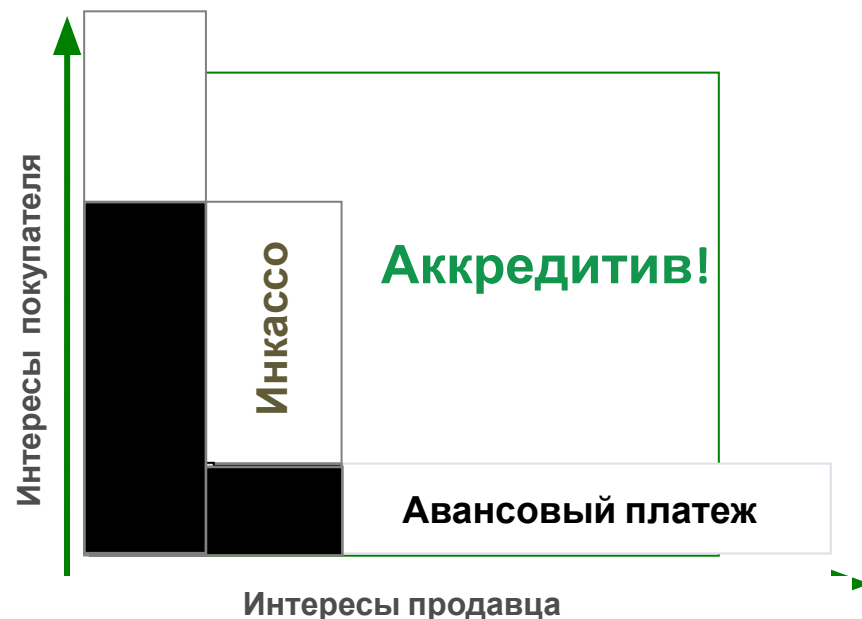 Интересы покупателя
Инкассо
Аккредитив!
Авансовый платеж
Интересы продавца